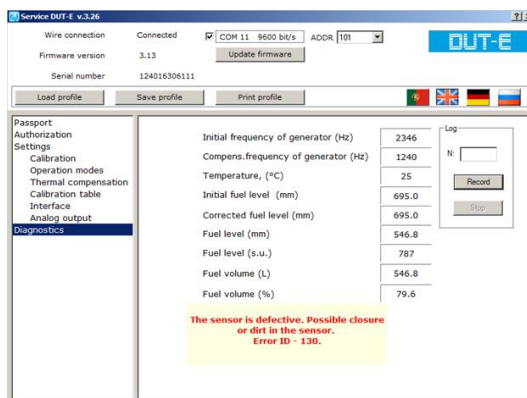 Service DUT-E v.3.26
Wire connection Connected COM 11 9600 bit/s ADDR. 101
DUT-E
Firmware version 3.13 Update firmware
Serial number 124016306111
Load profile Save profile Print profile
Passport
Authorization
Settings
Calibration
Operation modes
Thermal compensation
Calibration table
Interface
Analog output
Diagnostics
Initial frequency of generator (Hz) 2346
Compens.frequency of generator (Hz) 1240
Temperature, (°C) 25
Initial fuel level (mm) 695.0
Corrected fuel level (mm) 695.0
Fuel level (mm) 546.8
Fuel level (s.u.) 787
Fuel volume (L) 546.8
Fuel volume (%) 79.6
Log
N:
Record
Stop
The sensor is defective. Possible closure
or dirt in the sensor.
Error ID - 130.